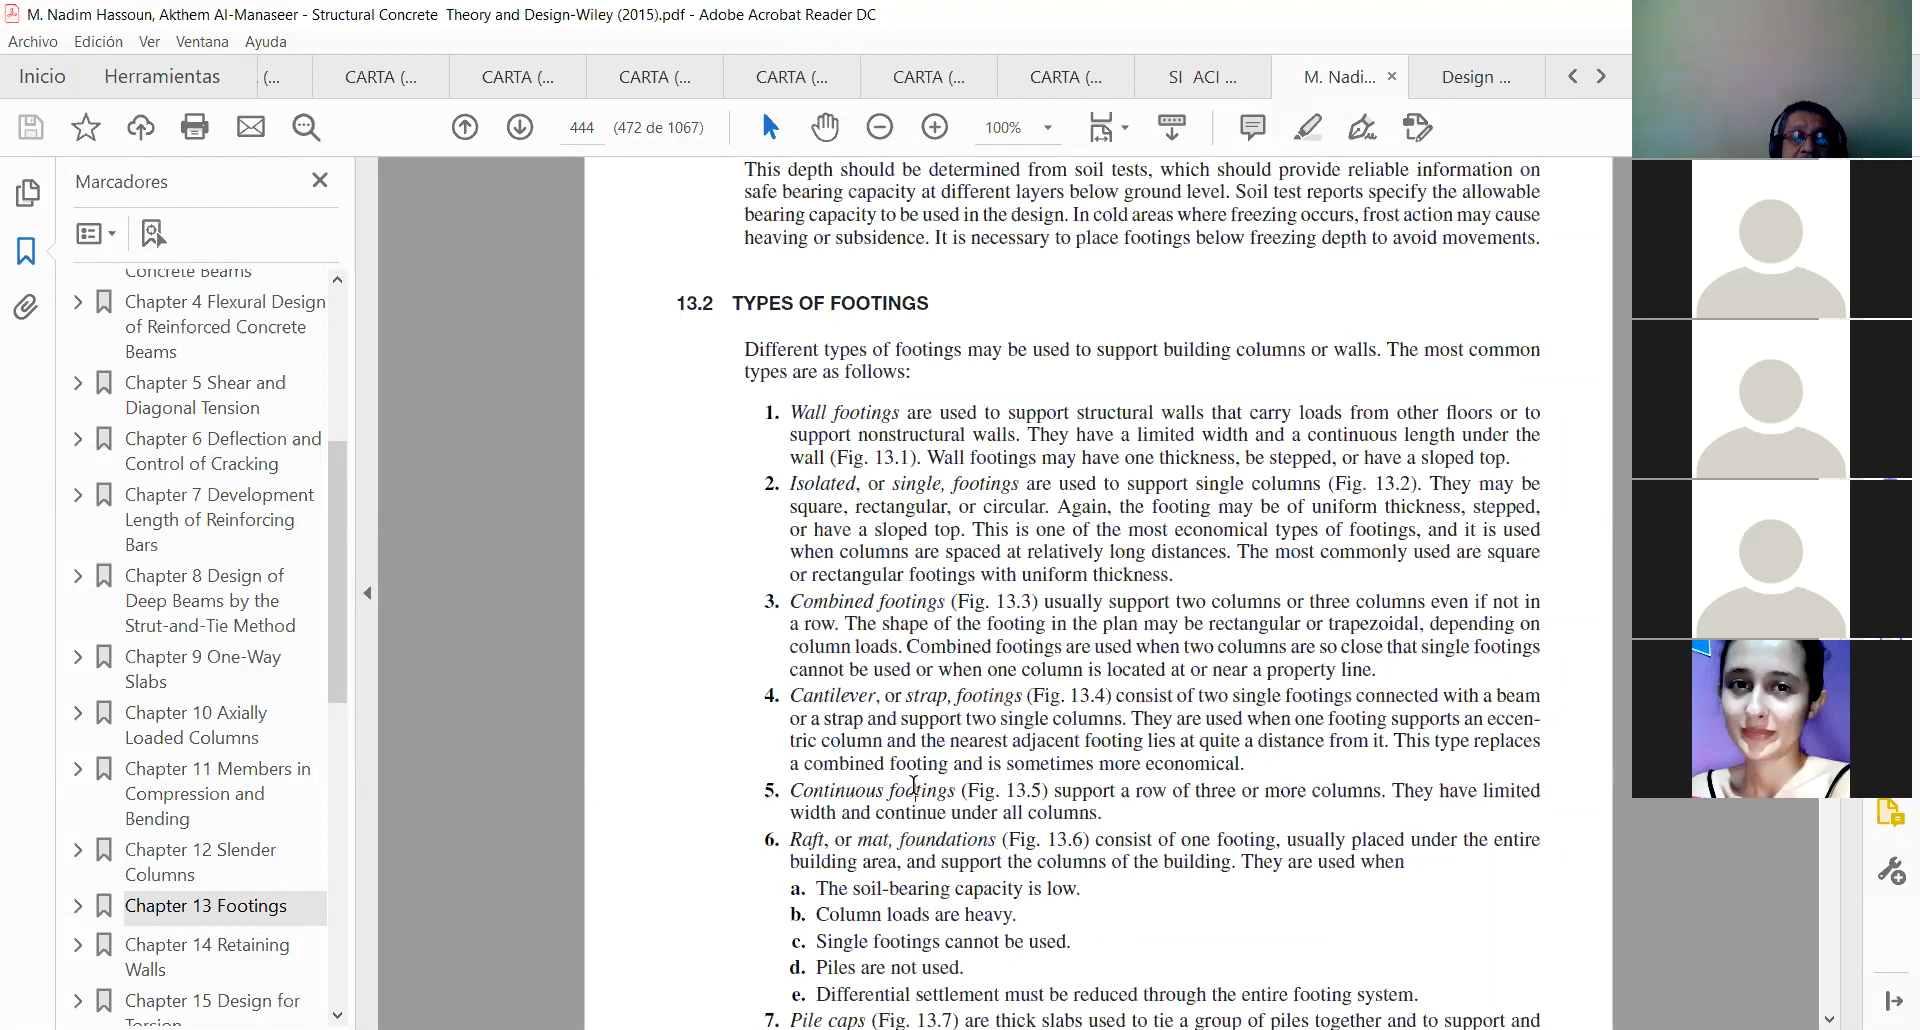 M. Nadim Hassoun, Akthem Al-Manaseer - Structural Concrete Theory and Design-Wiley (2015).pdf - Adobe Acrobat Reader DC
Archivo Edición Ver Ventana Ayuda
Inicio Herramientas (... CARTA (... CARTA (... CARTA (... CARTA (... CARTA (... CARTA (... SI ACI ... M. Nadi... × Design ...
444 (472 de 1067) 100%
Marcadores
Concrete Beams
Chapter 4 Flexural Design
of Reinforced Concrete
Beams
Chapter 5 Shear and
Diagonal Tension
Chapter 6 Deflection and
Control of Cracking
Chapter 7 Development
Length of Reinforcing
Bars
Chapter 8 Design of
Deep Beams by the
Strut-and-Tie Method
Chapter 9 One-Way
Slabs
Chapter 10 Axially
Loaded Columns
Chapter 11 Members in
Compression and
Bending
Chapter 12 Slender
Columns
Chapter 13 Footings
Chapter 14 Retaining
Walls
Chapter 15 Design for
Torsion
This depth should be determined from soil tests, which should provide reliable information on
safe bearing capacity at different layers below ground level. Soil test reports specify the allowable
bearing capacity to be used in the design. In cold areas where freezing occurs, frost action may cause
heaving or subsidence. It is necessary to place footings below freezing depth to avoid movements.
13.2 TYPES OF FOOTINGS
Different types of footings may be used to support building columns or walls. The most common
types are as follows:
1. Wall footings are used to support structural walls that carry loads from other floors or to
support nonstructural walls. They have a limited width and a continuous length under the
wall (Fig. 13.1). Wall footings may have one thickness, be stepped, or have a sloped top.
2. Isolated, or single, footings are used to support single columns (Fig. 13.2). They may be
square, rectangular, or circular. Again, the footing may be of uniform thickness, stepped,
or have a sloped top. This is one of the most economical types of footings, and it is used
when columns are spaced at relatively long distances. The most commonly used are square
or rectangular footings with uniform thickness.
3. Combined footings (Fig. 13.3) usually support two columns or three columns even if not in
a row. The shape of the footing in the plan may be rectangular or trapezoidal, depending on
column loads. Combined footings are used when two columns are so close that single footings
cannot be used or when one column is located at or near a property line.
4. Cantilever, or strap, footings (Fig. 13.4) consist of two single footings connected with a beam
or a strap and support two single columns. They are used when one footing supports an eccen-
tric column and the nearest adjacent footing lies at quite a distance from it. This type replaces
a combined footing and is sometimes more economical.
5. Continuous footings (Fig. 13.5) support a row of three or more columns. They have limited
width and continue under all columns.
6. Raft, or mat, foundations (Fig. 13.6) consist of one footing, usually placed under the entire
building area, and support the columns of the building. They are used when
a. The soil-bearing capacity is low.
b. Column loads are heavy.
c. Single footings cannot be used.
d. Piles are not used.
e. Differential settlement must be reduced through the entire footing system.
7. Pile caps (Fig. 13.7) are thick slabs used to tie a group of piles together and to support and